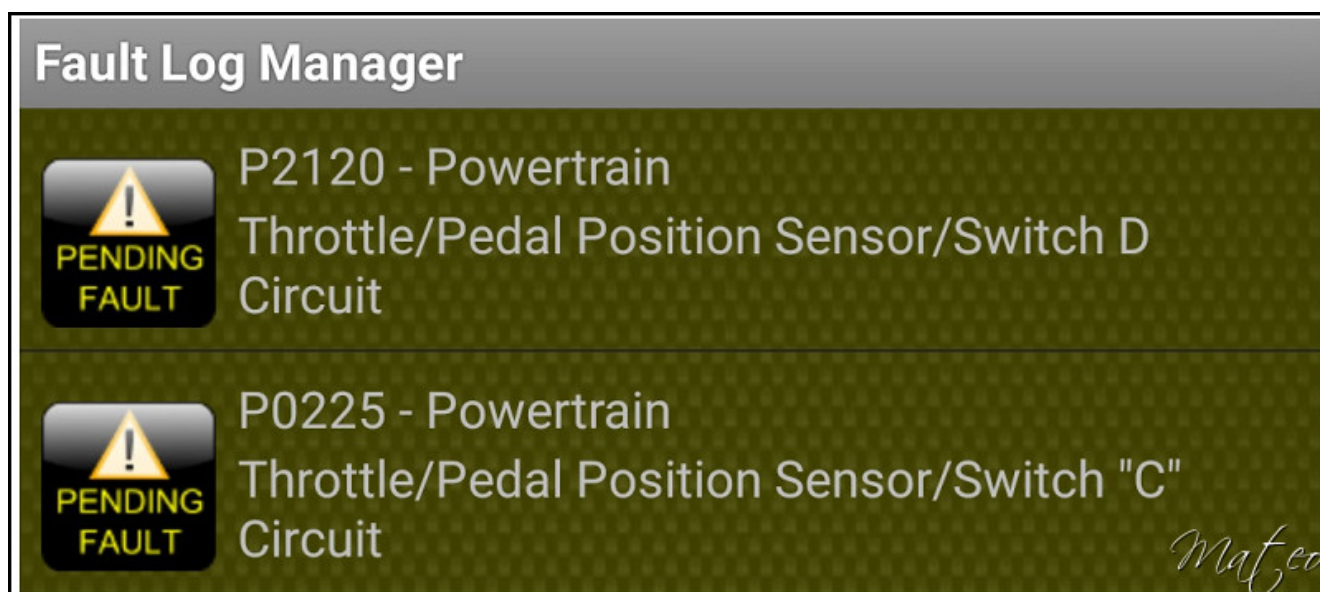 Fault Log Manager
P2120 - Powertrain
Throttle/Pedal Position Sensor/Switch D
Circuit
PENDING
FAULT
P0225 - Powertrain
Throttle/Pedal Position Sensor/Switch "C"
Circuit
PENDING
FAULT
Mateo